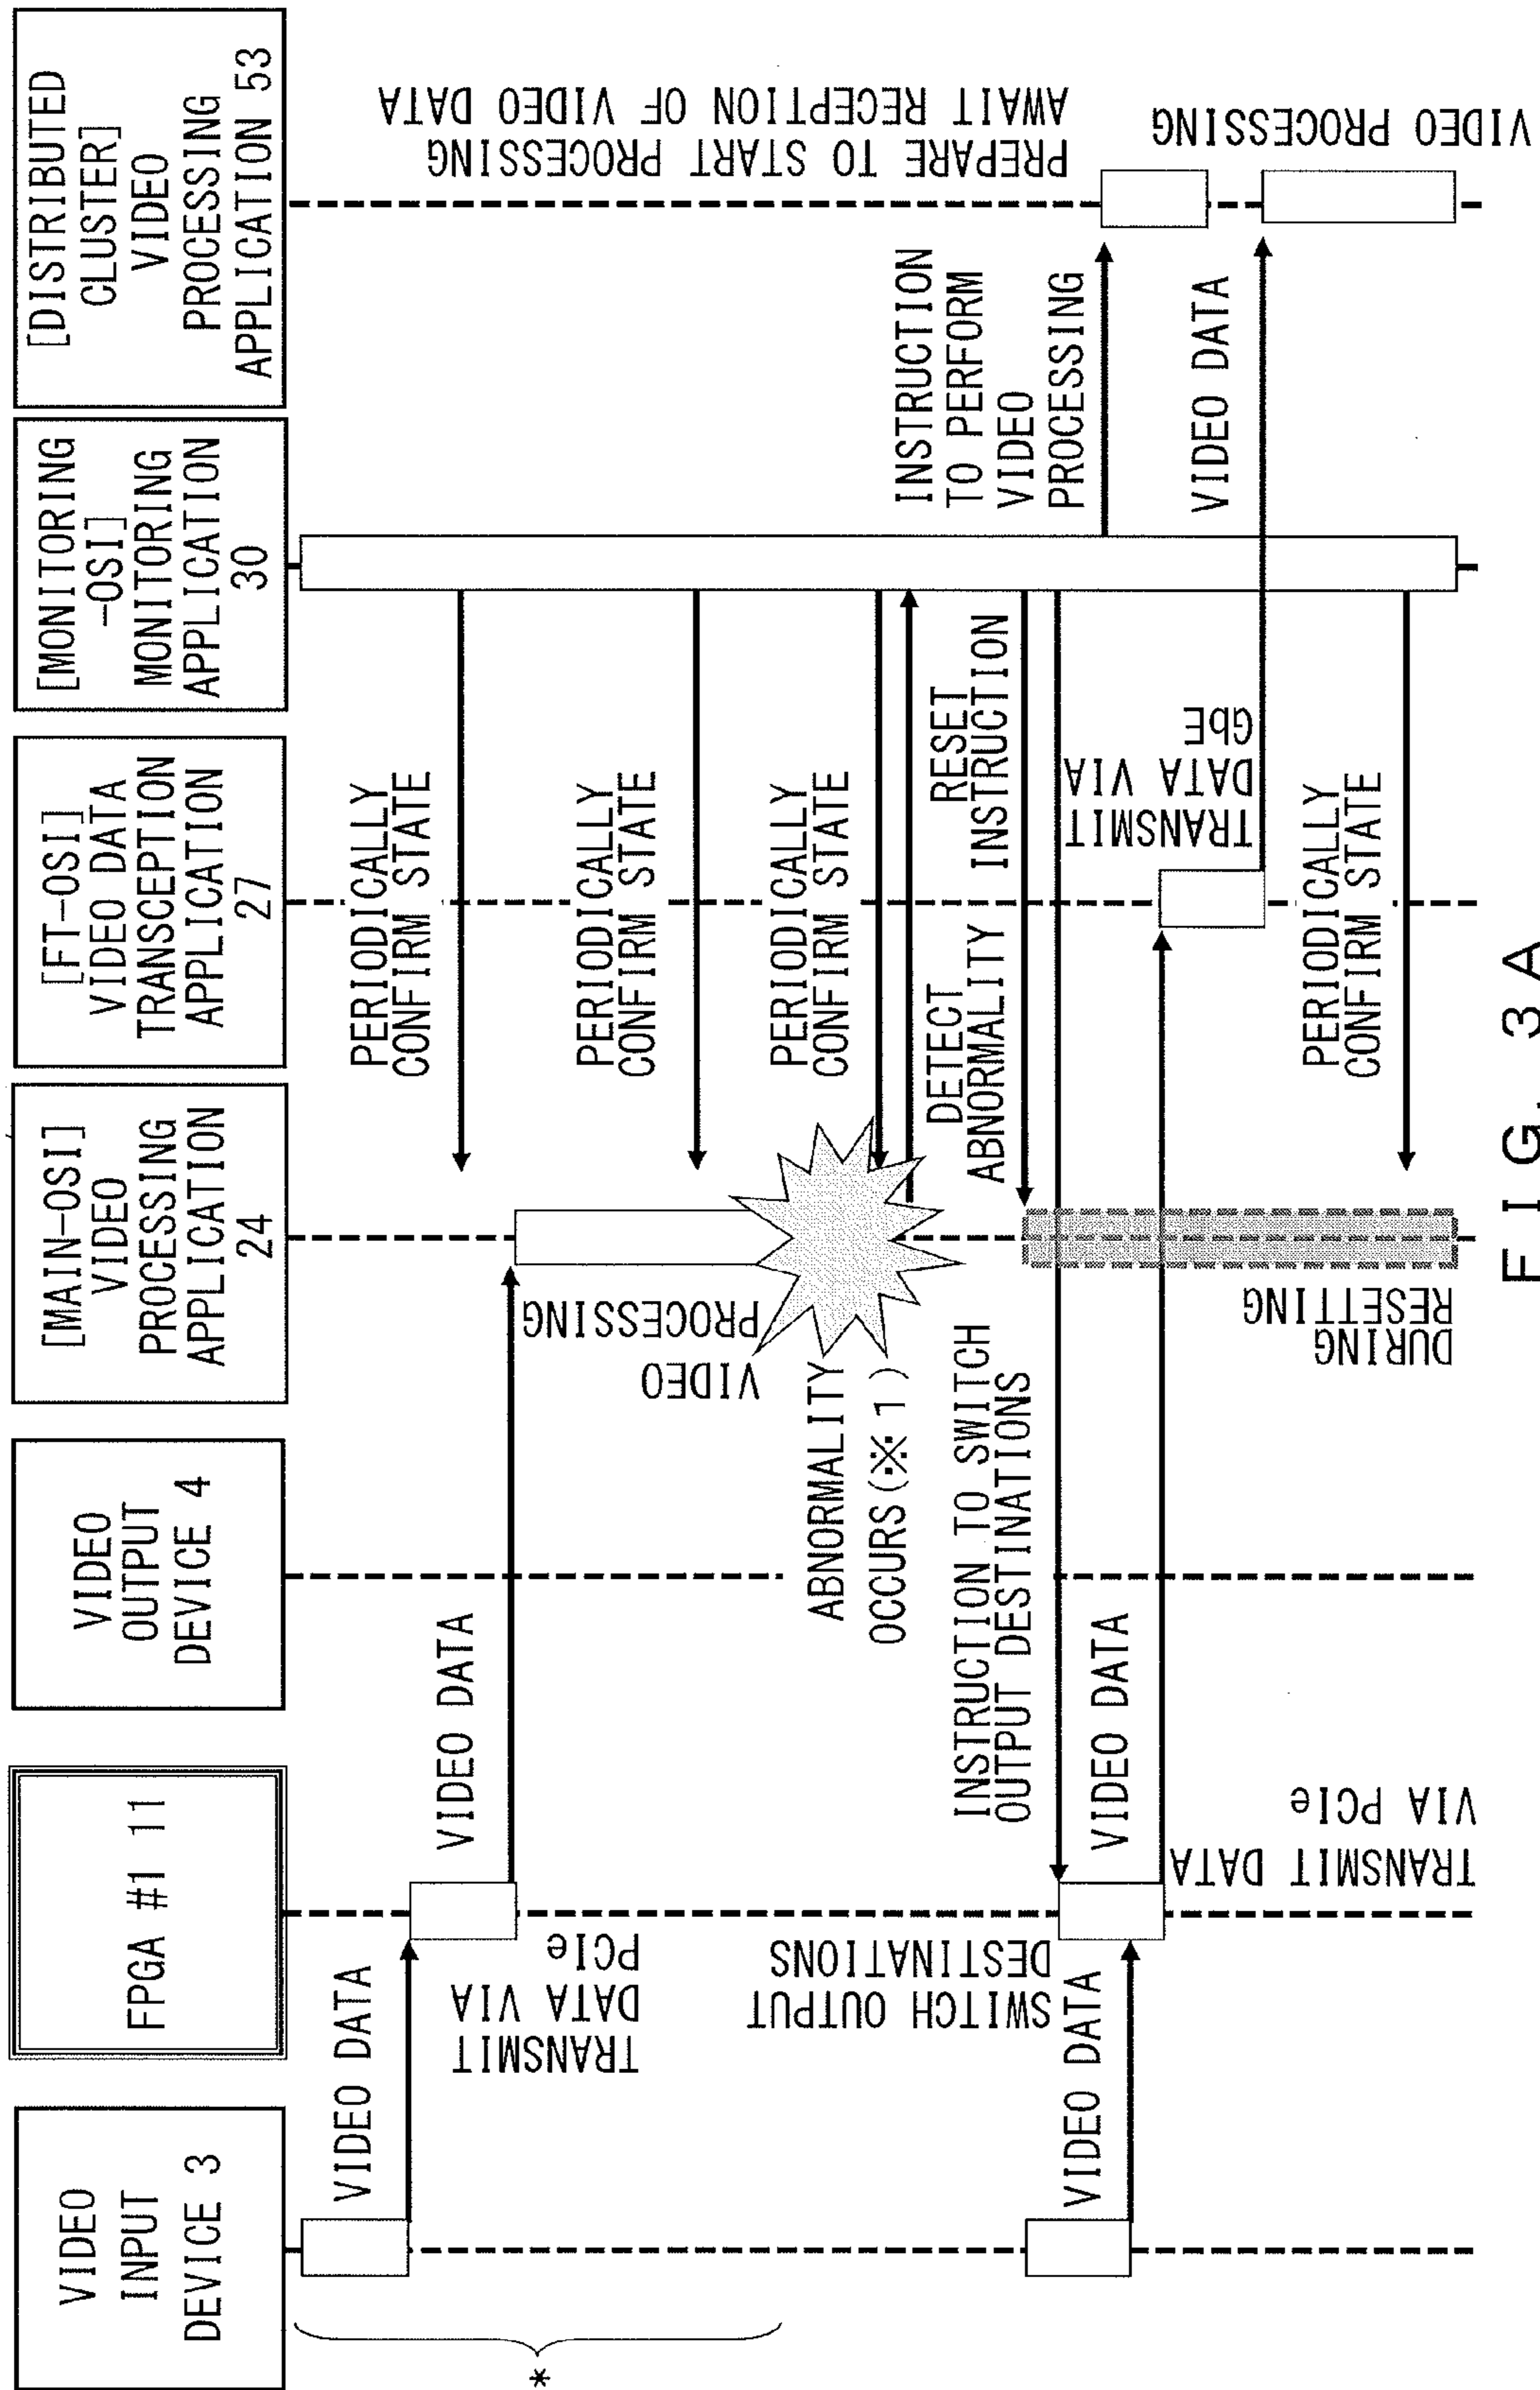 VIDEO
INPUT
DEVICE 3
FPGA #1 11
VIDEO
OUTPUT
DEVICE 4
[MAIN-OSI]
VIDEO
PROCESSING
APPLICATION
24
[FT-OSI]
VIDEO DATA
TRANSCEPTION
APPLICATION
27
[MONITORING
-OSI]
MONITORING
APPLICATION
30
[DISTRIBUTED
CLUSTER]
VIDEO
PROCESSING
APPLICATION 53
*
VIDEO DATA
TRANSMIT
DATA VIA
PCIe
VIDEO DATA
VIDEO
PROCESSING
PERIODICALLY
CONFIRM STATE
PERIODICALLY
CONFIRM STATE
PERIODICALLY
CONFIRM STATE
ABNORMALITY
OCCURS(※1)
DETECT
ABNORMALITY
RESET
INSTRUCTION
INSTRUCTION TO SWITCH
OUTPUT DESTINATIONS
SWITCH OUTPUT
DESTINATIONS
INSTRUCTION
TO PERFORM
VIDEO
PROCESSING
PREPARE TO START PROCESSING
AWAIT RECEPTION OF VIDEO DATA
VIDEO DATA
VIDEO DATA
TRANSMIT DATA
VIA PCIe
TRANSMIT
DATA VIA
GbE
VIDEO DATA
VIDEO PROCESSING
DURING
RESETTING
PERIODICALLY
CONFIRM STATE
FIG. 3A